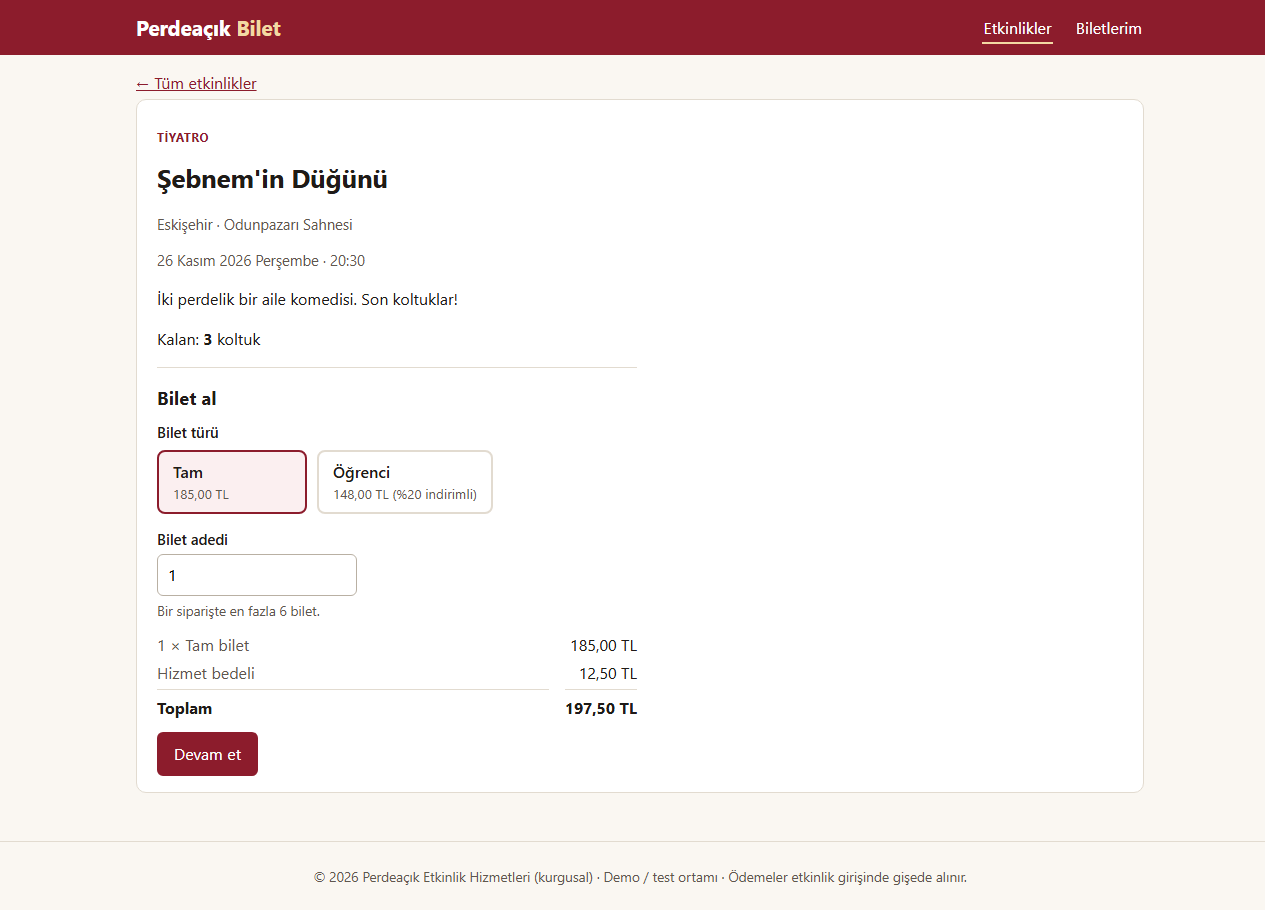 Perdeaçık Bilet
Etkinlikler
Biletlerim
← Tüm etkinlikler
TİYATRO
Şebnem'in Düğünü
Eskişehir · Odunpazarı Sahnesi
26 Kasım 2026 Perşembe · 20:30
İki perdelik bir aile komedisi. Son koltuklar!
Kalan: 3 koltuk
Bilet al
Bilet türü
Tam
185,00 TL
Öğrenci
148,00 TL (%20 indirimli)
Bilet adedi
1
Bir siparişte en fazla 6 bilet.
1 × Tam bilet 185,00 TL
Hizmet bedeli 12,50 TL
Toplam 197,50 TL
Devam et
© 2026 Perdeaçık Etkinlik Hizmetleri (kurgusal) · Demo / test ortamı · Ödemeler etkinlik girişinde gişede alınır.